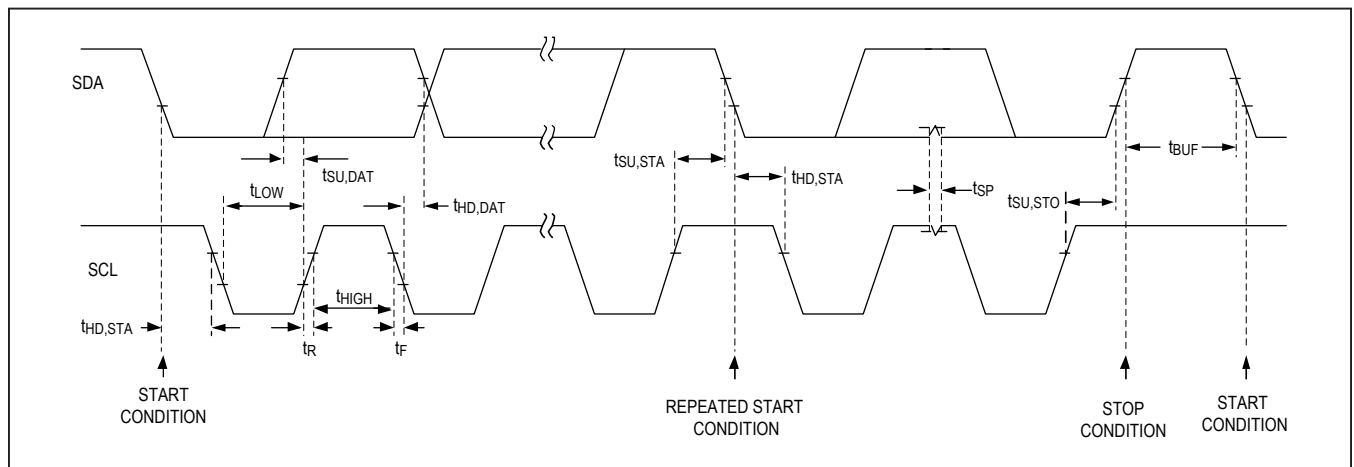 SDA
tSU,DAT
tLOW
tHD,DAT
tSU,STA
tHD,STA
tSP
tSU,STO
tBUF
SCL
tHIGH
tHD,STA
tR
tF
START
CONDITION
REPEATED START
CONDITION
STOP
CONDITION
START
CONDITION